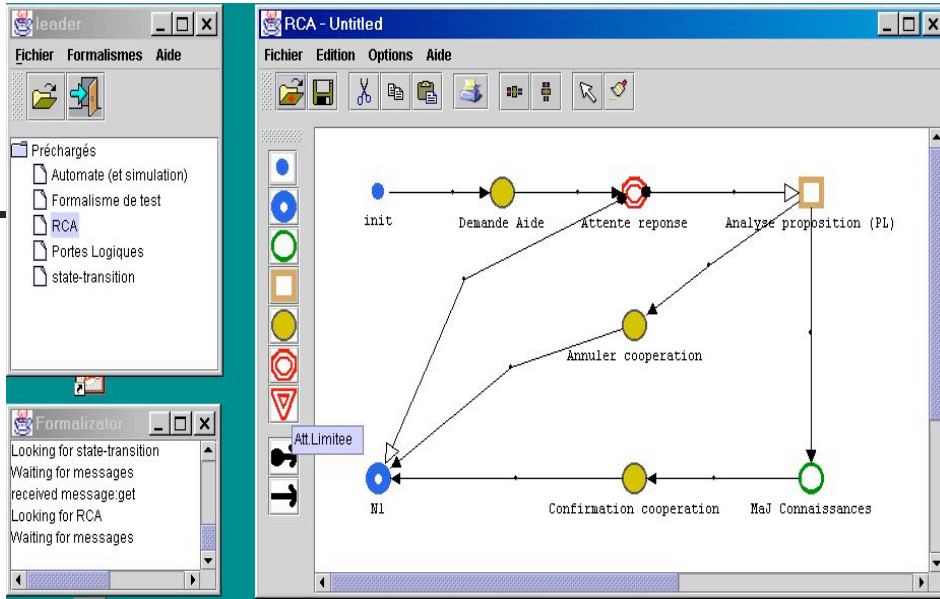 leader
Fichier Formalismes Aide
Préchargés
Automate (et simulation)
Formalisme de test
RCA
Portes Logiques
state-transition
Formalizator
Looking for state-transition
Waiting for messages
received message:get
Looking for RCA
Waiting for messages
RCA - Untitled
Fichier Edition Options Aide
init
Demande Aide
Attente reponse
Analyse proposition (PL)
Annuler cooperation
Att.Limitee
N1
Confirmation cooperation
MaJ Connaissances